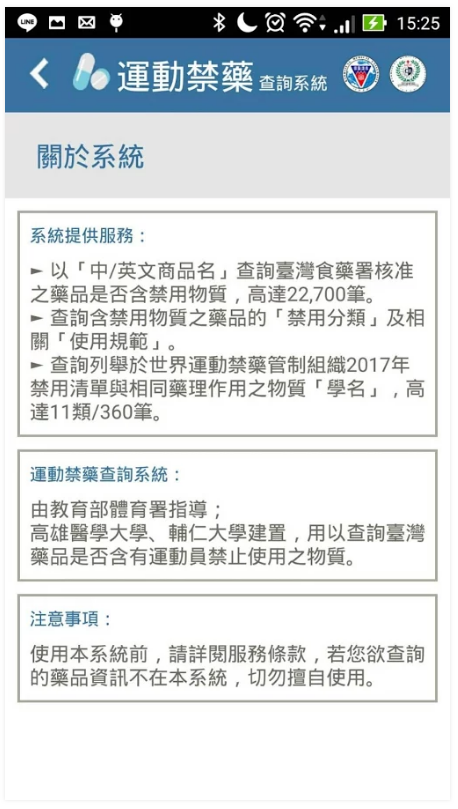 LINE
15:25
運動禁藥 查詢系統
關於系統
系統提供服務：
► 以「中/英文商品名」查詢臺灣食藥署核准
之藥品是否含禁用物質，高達22,700筆。
► 查詢含禁用物質之藥品的「禁用分類」及相
關「使用規範」。
► 查詢列舉於世界運動禁藥管制組織2017年
禁用清單與相同藥理作用之物質「學名」，高
達11類/360筆。
運動禁藥查詢系統：
由教育部體育署指導；
高雄醫學大學、輔仁大學建置，用以查詢臺灣
藥品是否含有運動員禁止使用之物質。
注意事項：
使用本系統前，請詳閱服務條款，若您欲查詢
的藥品資訊不在本系統，切勿擅自使用。